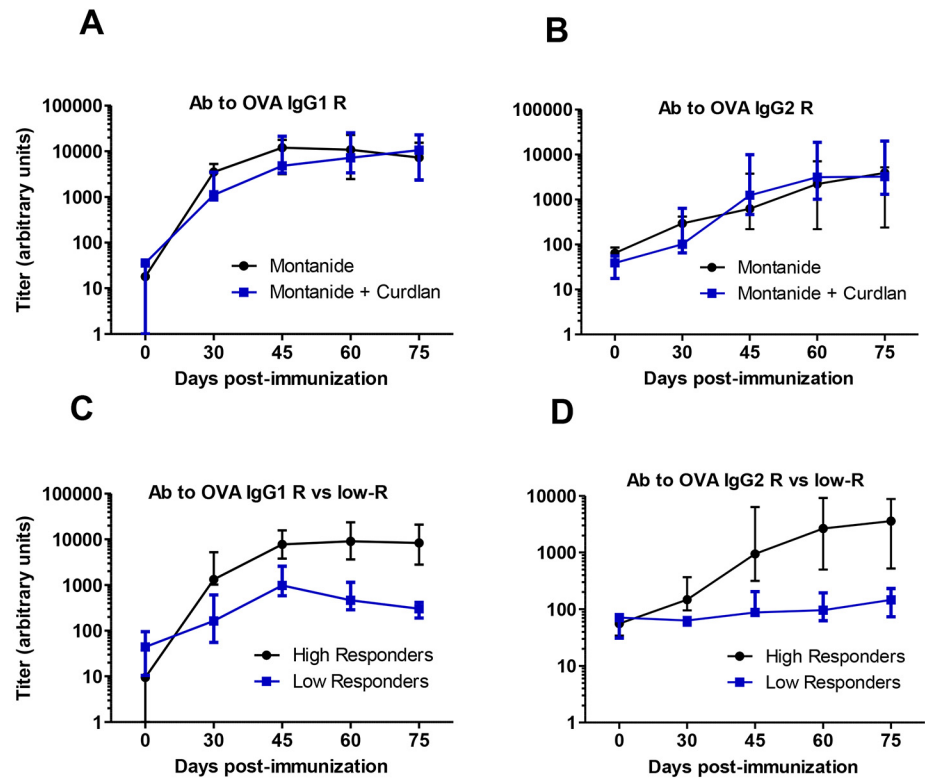 A
Ab to OVA IgG1 R
Titer (arbitrary units)
100000
10000
1000
100
10
1
Montanide
Montanide + Curdlan
0 30 45 60 75
Days post-immunization
B
Ab to OVA IgG2 R
100000
10000
1000
100
10
1
Montanide
Montanide + Curdlan
0 30 45 60 75
Days post-immunization
C
Ab to OVA IgG1 R vs low-R
Titer (arbitrary units)
100000
10000
1000
100
10
1
High Responders
Low Responders
0 30 45 60 75
Days post-immunization
D
Ab to OVA IgG2 R vs low-R
10000
1000
100
10
1
High Responders
Low Responders
0 30 45 60 75
Days post-immunization